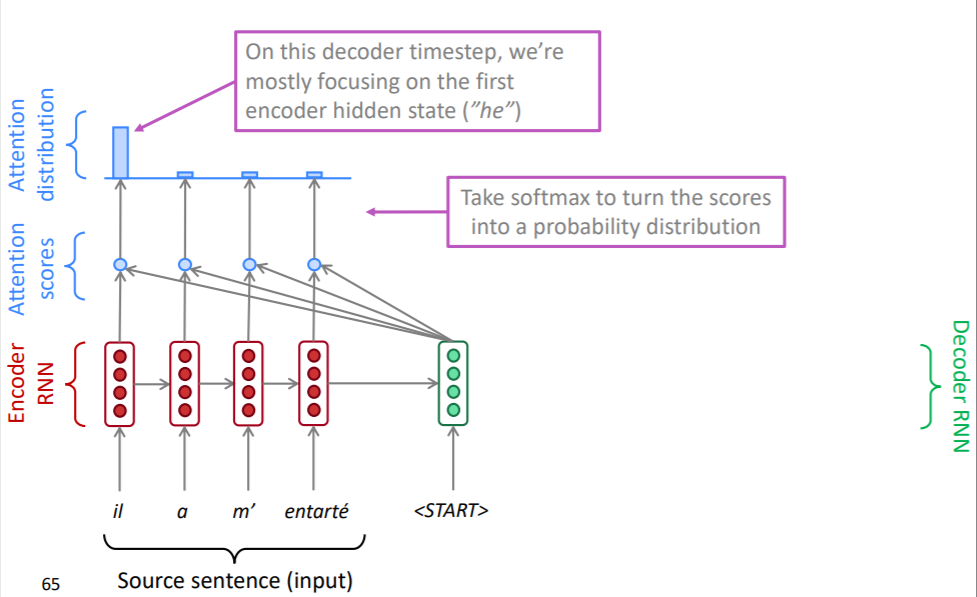 On this decoder timestep, we're
mostly focusing on the first
encoder hidden state ("he")
Attention
distribution
Take softmax to turn the scores
into a probability distribution
Attention
scores
Encoder
RNN
Decoder RNN
il a m' entarté <START>
Source sentence (input)
65